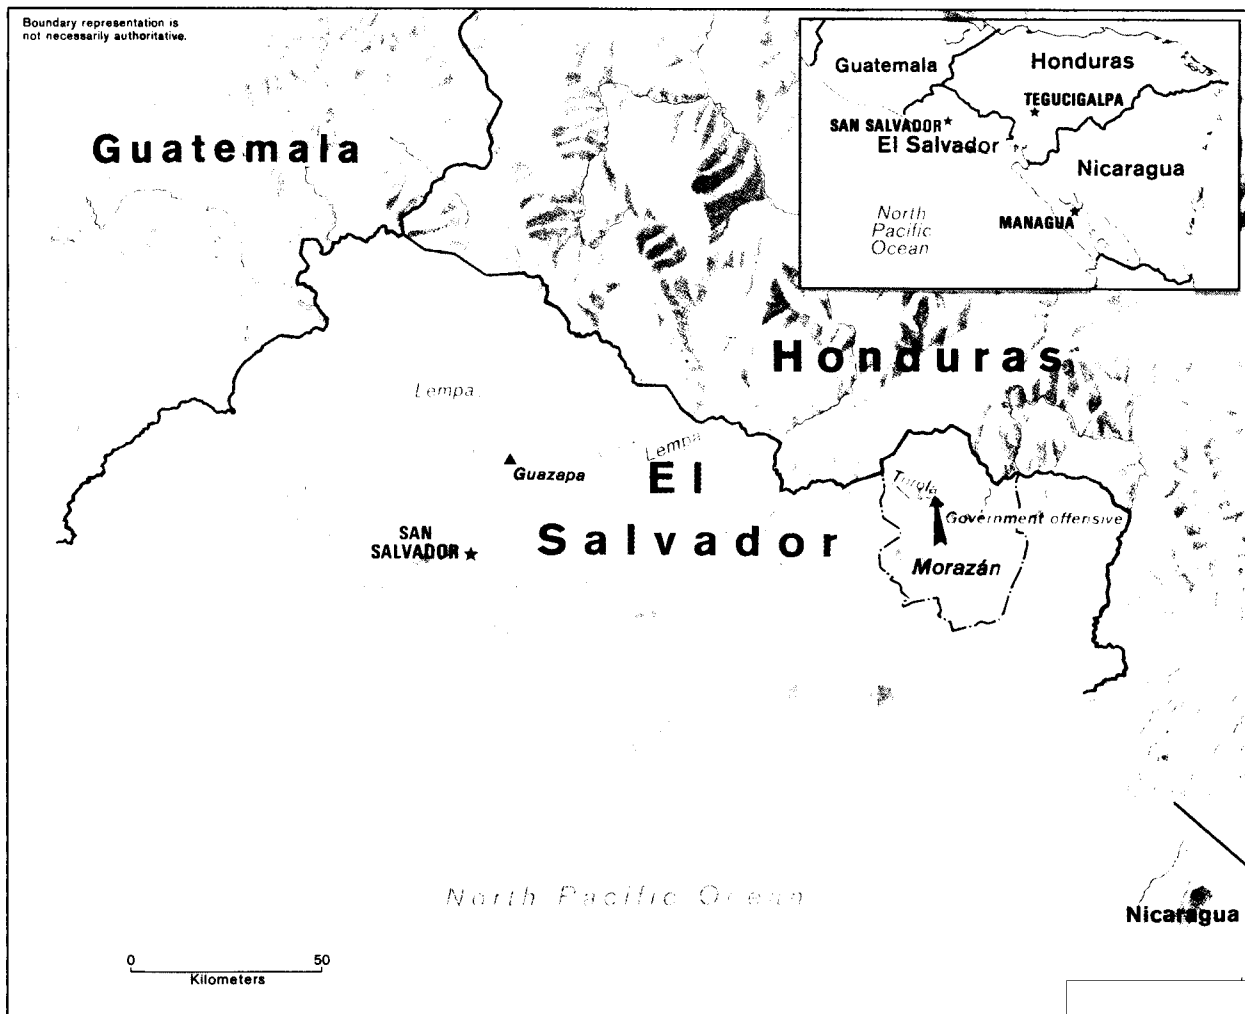 Boundary representation is
not necessarily authoritative.
Guatemala
Honduras
TEGUCIGALPA
SAN SALVADOR
El Salvador
Nicaragua
North
Pacific
Ocean
MANAGUA
Guatemala
Honduras
Lempa
Lempa
Guazapa
El
Salvador
SAN
SALVADOR
Torola
Government offensive
Morazán
North Pacific Ocean
Nicaragua
0 50
Kilometers